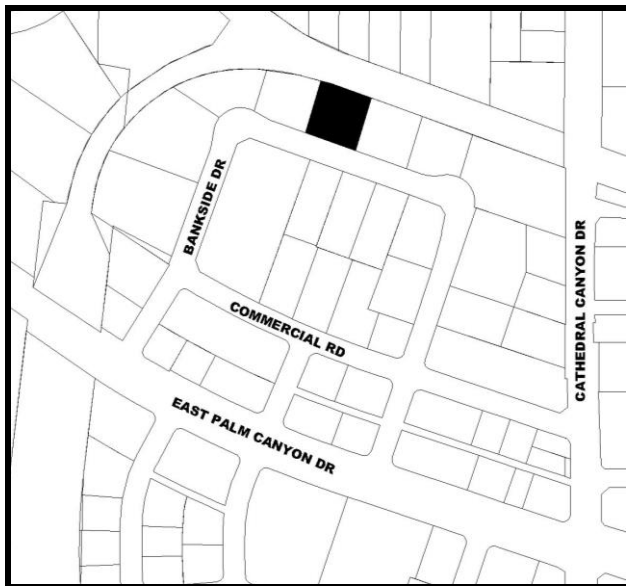 BANKSIDE DR
COMMERCIAL RD
CATHEDRAL CANYON DR
EAST PALM CANYON DR